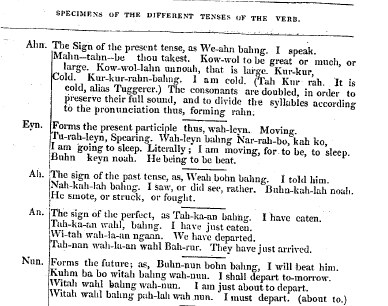 SPECIMENS OF THE DIFFERENT TENSES OF THE VERB.
Ahn. The Sign of the present tense, as We-ahn bahng. I speak.
Mahn-tahn-be thou takest. Kow-wol to be great or much, or
large. Kow-wol-lahn unnoah, that is large. Kur-kur,
Cold. Kur-kur-rahn-bahng. I am cold. (Tah Kur rah. It is
cold, alias Tuggerer.) The consonants are doubled, in order to
preserve their full sound, and to divide the syllables according
to the pronunciation thus, forming rahn.
Eyn. Forms the present participle thus, wah-leyn. Moving.
Tu-rah-leyn, Spearing. Wah-leyn bahng Nar-rah-bo, kah ko,
I am going to sleep. Literally; I am moving, for to be, to sleep.
Buhn keyn noah. He being to be beat.
Ah. The sign of the past tense, as, Weah bohn bahng. I told him.
Nah-kah-lah bahng. I saw, or did see, rather. Buhn-kah-lah noah.
He smote, or struck, or fought.
An. The sign of the perfect, as Tah-ka-an bahng. I have eaten.
Tah-ka-an wahl, bahng. I have just eaten.
Wi-tah wah-la-an ngaan. We have departed.
Tah-nan wah-la-an wahl Bah-rur. They have just arrived.
Nun. Forms the future; as, Buhn-nun bohn bahng, I will beat him.
Kuhm ba bo witah bahng wah-nun. I shall depart to-morrow.
Witah wahl bahng wah-nun. I am just about to depart.
Witah wahl bahng pah-lah wah nun. I must depart. (about to.)